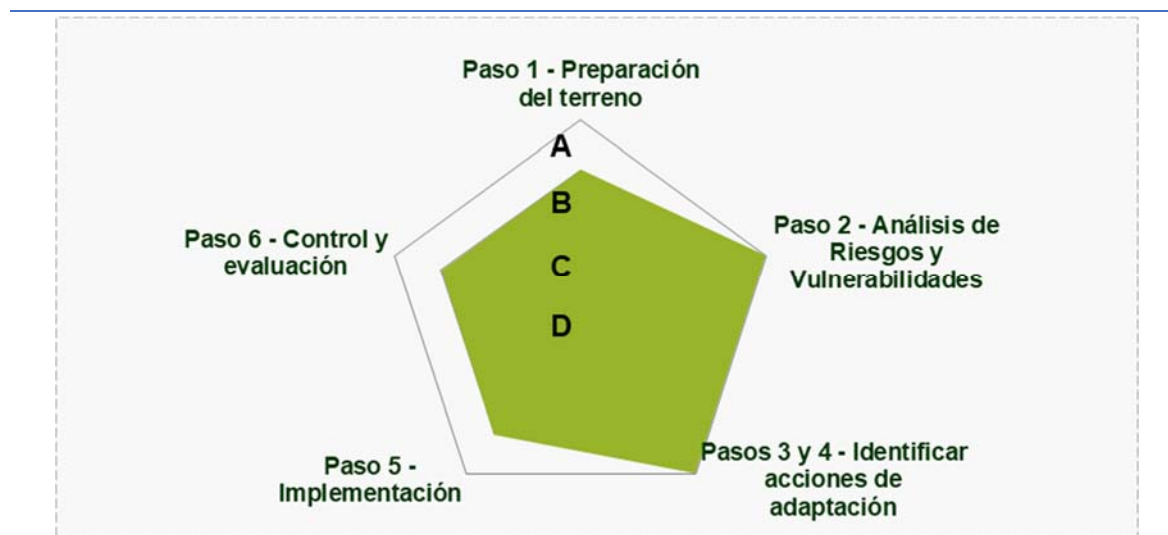 Paso 1 - Preparación
del terreno
A
B
C
D
Paso 2 - Análisis de
Riesgos y
Vulnerabilidades
Paso 6 - Control y
evaluación
Pasos 3 y 4 - Identificar
acciones de
adaptación
Paso 5 -
Implementación